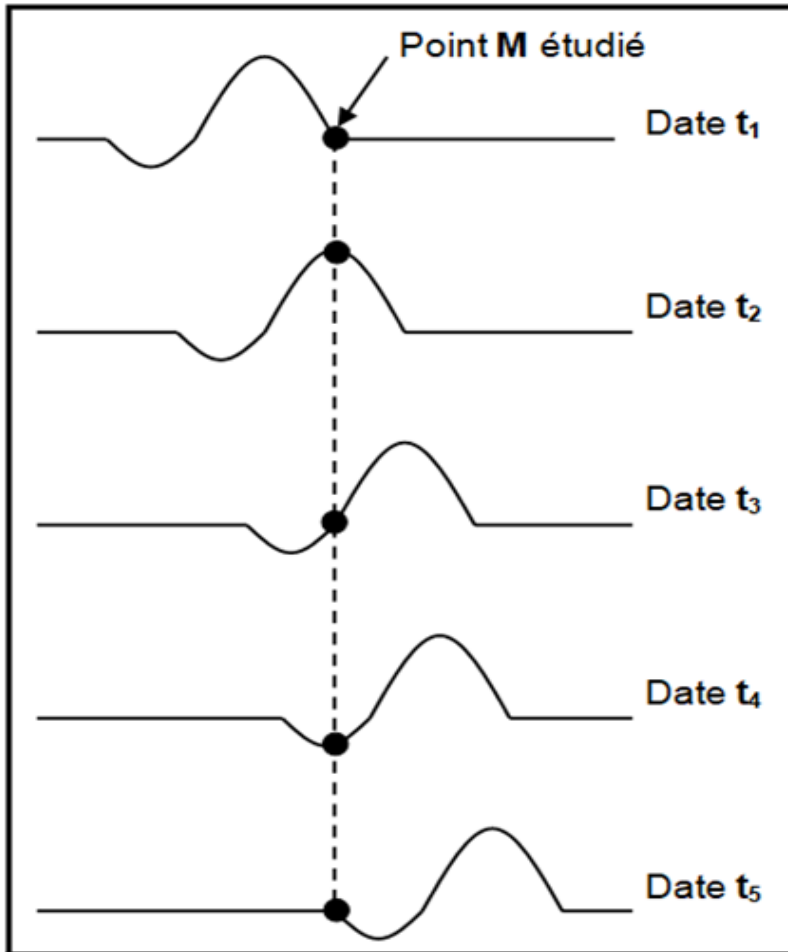 Point M étudié
Date t₁
Date t₂
Date t₃
Date t₄
Date t₅